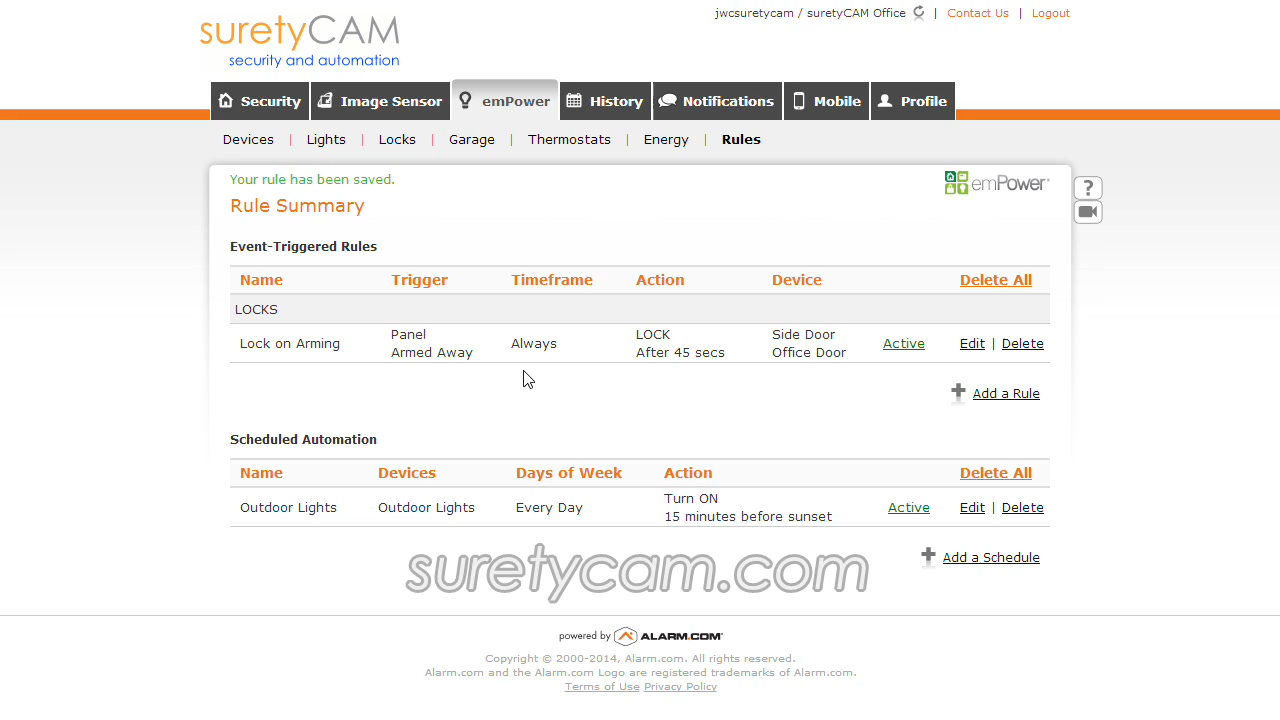 suretyCAM
security and automation
jwcsuretycam / suretyCAM Office | Contact Us | Logout
Security Image Sensor emPower History Notifications Mobile Profile
Devices | Lights | Locks | Garage | Thermostats | Energy | Rules
Your rule has been saved.
emPower
?
Rule Summary
Event-Triggered Rules
Name Trigger Timeframe Action Device Delete All
LOCKS
Lock on Arming Panel Armed Away Always LOCK After 45 secs Side Door Office Door Active Edit | Delete
Add a Rule
Scheduled Automation
Name Devices Days of Week Action Delete All
Outdoor Lights Outdoor Lights Every Day Turn ON 15 minutes before sunset Active Edit | Delete
Add a Schedule
suretycam.com
powered by ALARM.COM
Copyright © 2000-2014, Alarm.com. All rights reserved.
Alarm.com and the Alarm.com Logo are registered trademarks of Alarm.com.
Terms of Use Privacy Policy